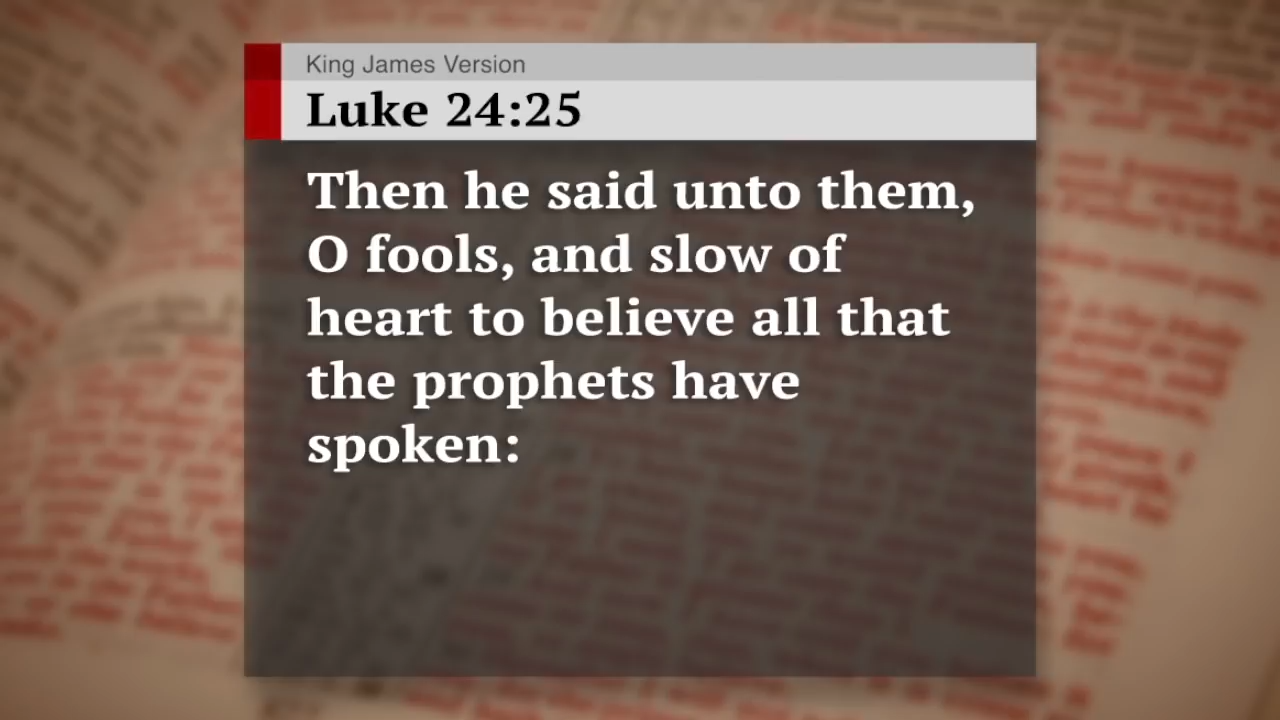 King James Version
Luke 24:25
Then he said unto them,
O fools, and slow of
heart to believe all that
the prophets have
spoken: